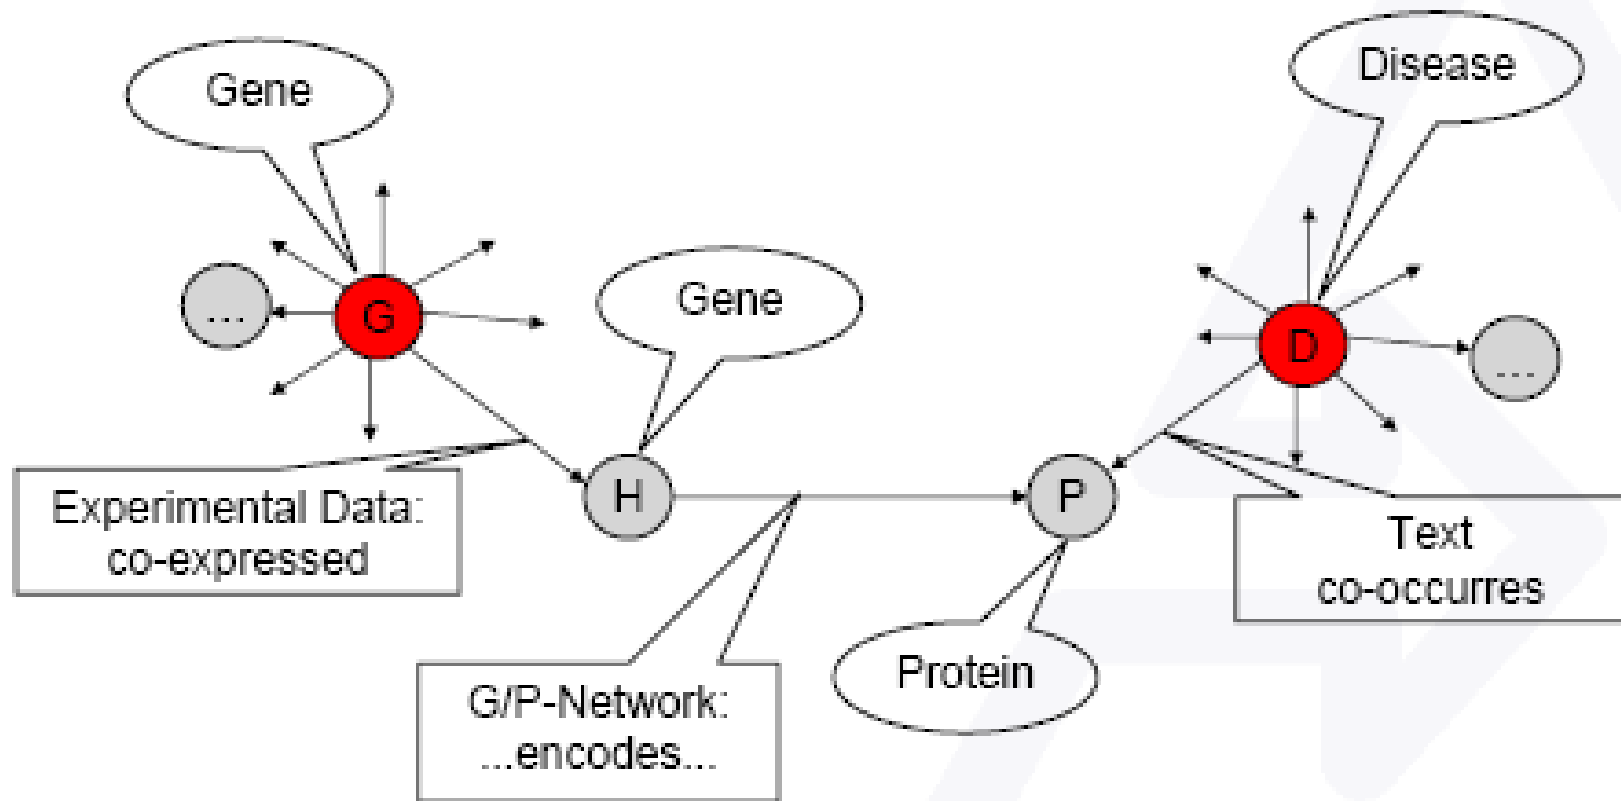 Gene
Disease
G
...
Gene
D
...
Experimental Data:
co-expressed
H
P
Text
co-occurres
Protein
G/P-Network:
...encodes...